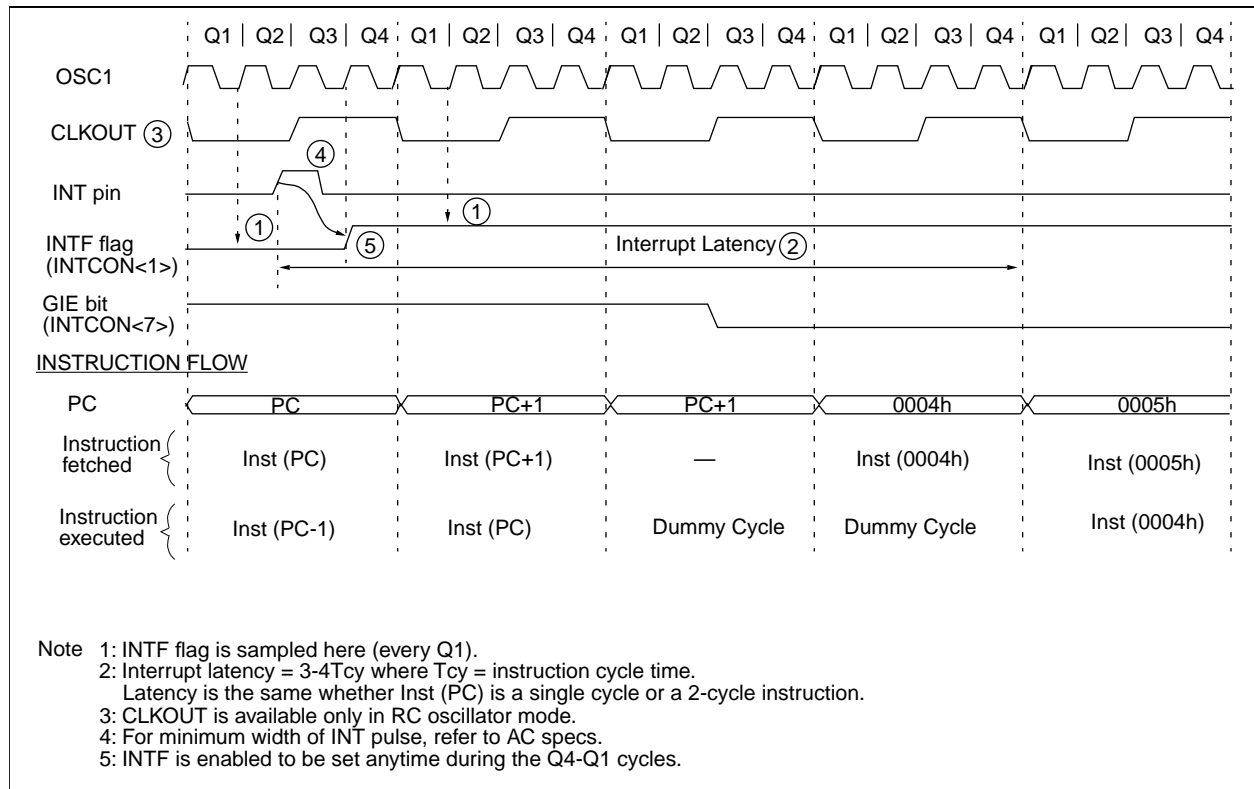 Q1 | Q2 | Q3 | Q4 Q1 | Q2 | Q3 | Q4 Q1 | Q2 | Q3 | Q4 Q1 | Q2 | Q3 | Q4 Q1 | Q2 | Q3 | Q4
OSC1
CLKOUT 3
4
INT pin
1 1
INTF flag
(INTCON<1>)
5
Interrupt Latency 2
GIE bit
(INTCON<7>)
INSTRUCTION FLOW
PC PC PC+1 PC+1 0004h 0005h
Instruction
fetched
Inst (PC) Inst (PC+1) — Inst (0004h) Inst (0005h)
Instruction
executed
Inst (PC-1) Inst (PC) Dummy Cycle Dummy Cycle Inst (0004h)
Note 1: INTF flag is sampled here (every Q1).
2: Interrupt latency = 3-4Tcy where Tcy = instruction cycle time.
Latency is the same whether Inst (PC) is a single cycle or a 2-cycle instruction.
3: CLKOUT is available only in RC oscillator mode.
4: For minimum width of INT pulse, refer to AC specs.
5: INTF is enabled to be set anytime during the Q4-Q1 cycles.